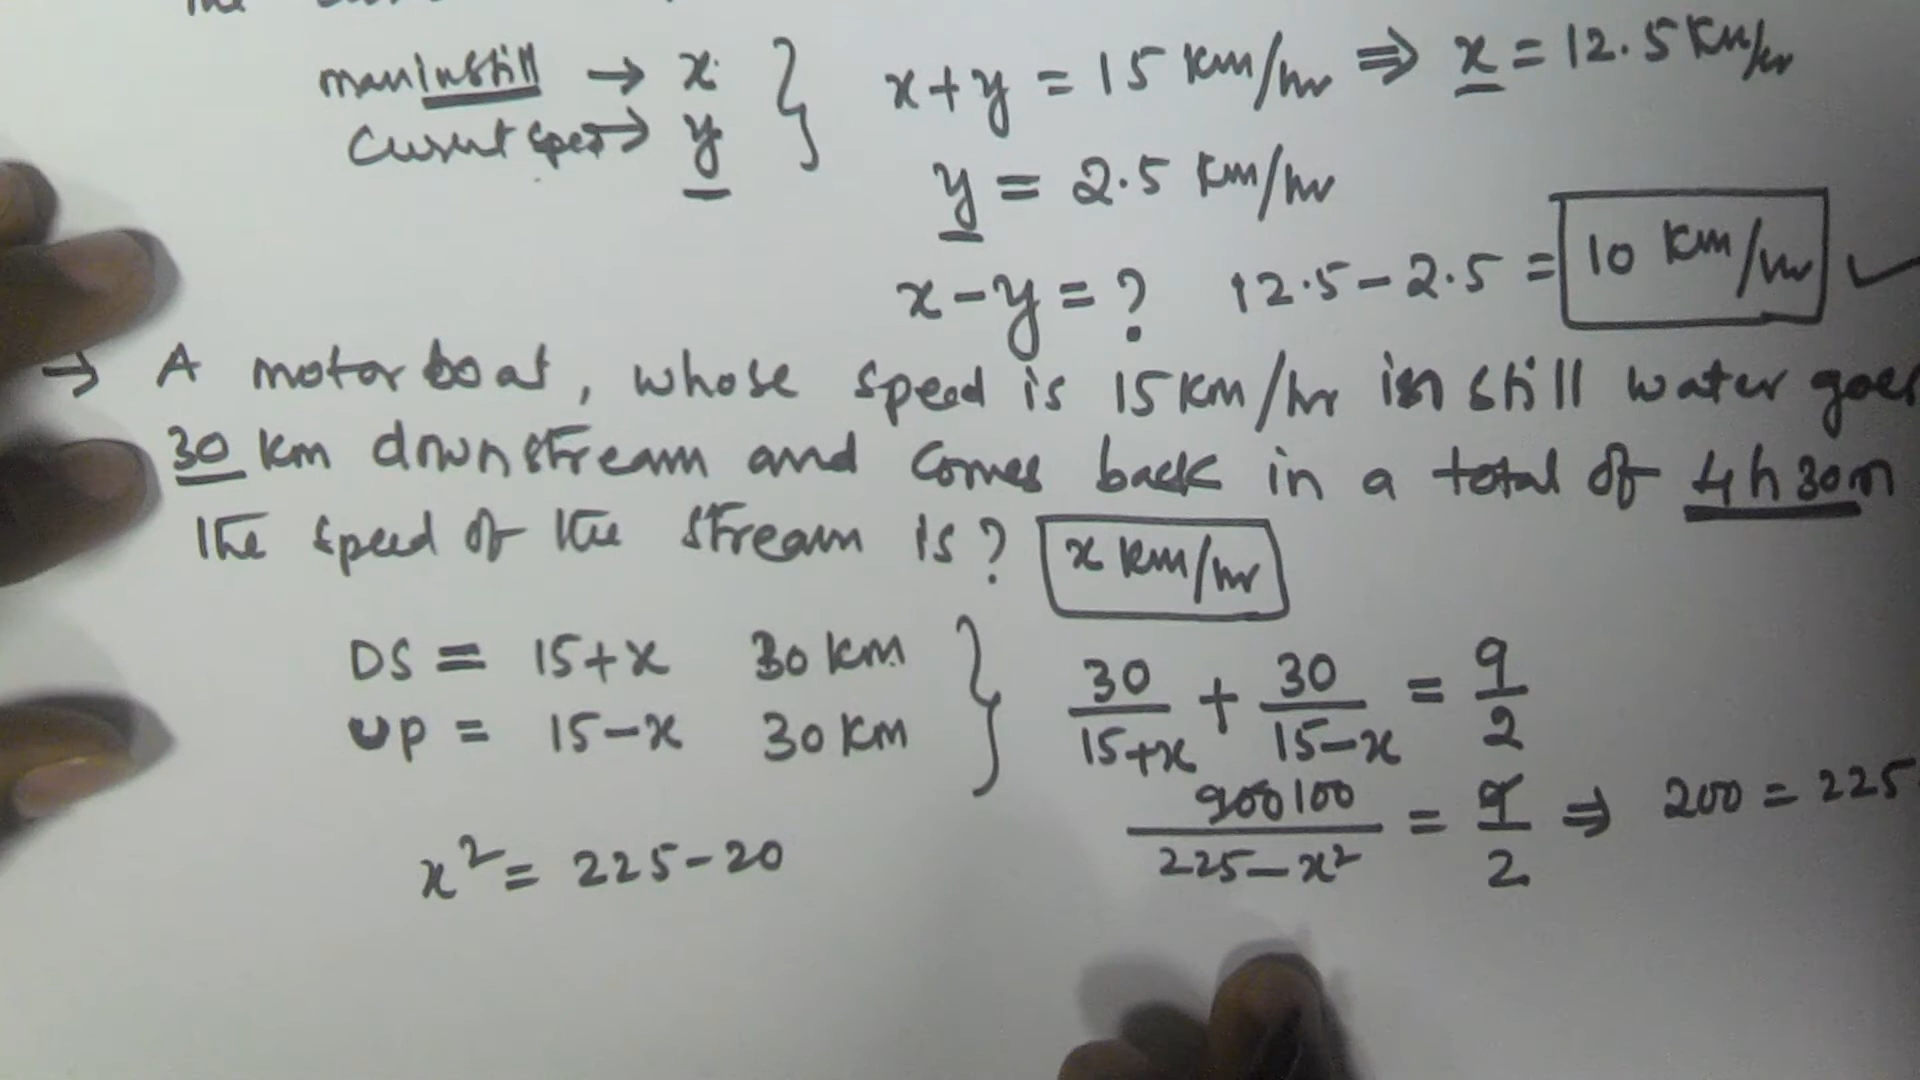 The
man instill → x } x+y = 15 km/hr ⇒ x = 12.5 Km/hr
Current speed → y
y = 2.5 km/hr
x-y = ? 12.5-2.5 = 10 km/hr ✓
→ A motor boat, whose speed is 15 km/hr in still water goes
30 km downstream and comes back in a total of 4h 30m
The speed of the stream is? x km/hr
DS = 15+x 30 km } 30/15+x + 30/15-x = 9/2
up = 15-x 30 km
900 100/225-x² = 9/2 ⇒ 200 = 225
x² = 225-20